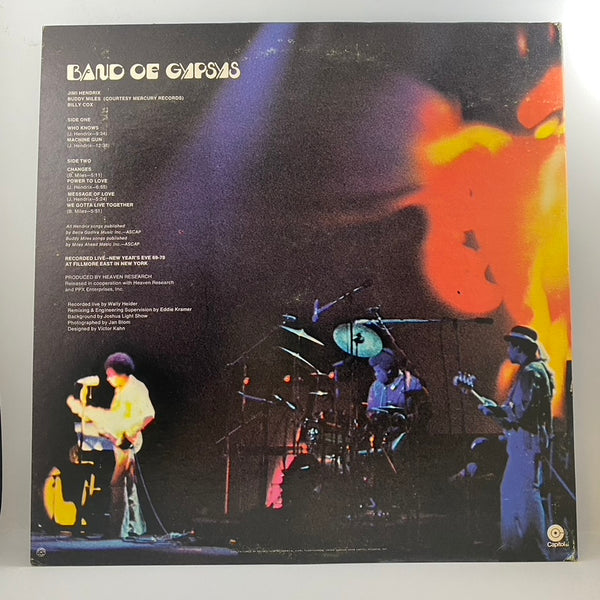 BAND OF GYPSYS
JIMI HENDRIX
BUDDY MILES (COURTESY MERCURY RECORDS)
BILLY COX
SIDE ONE
WHO KNOWS
(J. Hendrix—9:34)
MACHINE GUN
(J. Hendrix—12:38)
SIDE TWO
CHANGES
(B. Miles—5:11)
POWER TO LOVE
(J. Hendrix—6:55)
MESSAGE OF LOVE
(J. Hendrix—5:24)
WE GOTTA LIVE TOGETHER
(B. Miles—5:51)
All Hendrix songs published
by Bella Godiva Music Inc.—ASCAP
Buddy Miles songs published
by Miles Ahead Music Inc.—ASCAP
RECORDED LIVE—NEW YEAR'S EVE 69-70
AT FILLMORE EAST IN NEW YORK
PRODUCED BY HEAVEN RESEARCH
Released in cooperation with Heaven Research
and PPX Enterprises, Inc.
Recorded live by Wally Heider
Remixing & Engineering Supervision by Eddie Kramer
Background by Joshua Light Show
Photographed by Jan Blom
Designed by Victor Kahn
Capitol